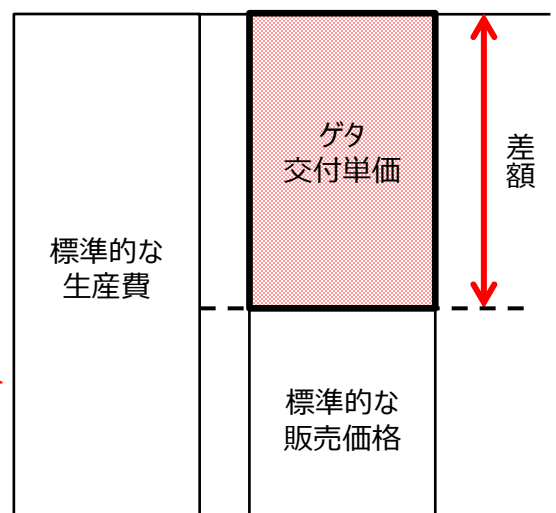 標準的な
生産費
ゲタ
交付単価
差額
標準的な
販売価格